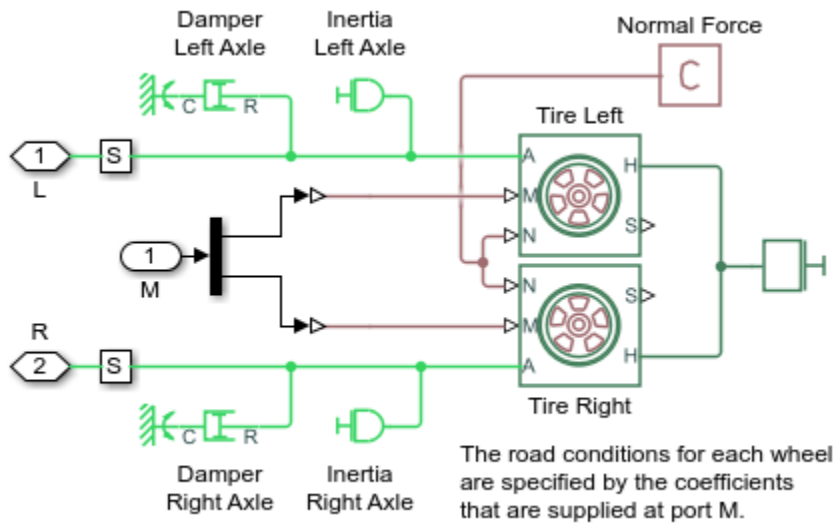 Damper
Left Axle
Inertia
Left Axle
Normal Force
C
C
R
Tire Left
1
S
L
A
H
M
S
N
1
M
N
S
M
R
2
S
A
H
C
R
Tire Right
Damper
Right Axle
Inertia
Right Axle
The road conditions for each wheel
are specified by the coefficients
that are supplied at port M.